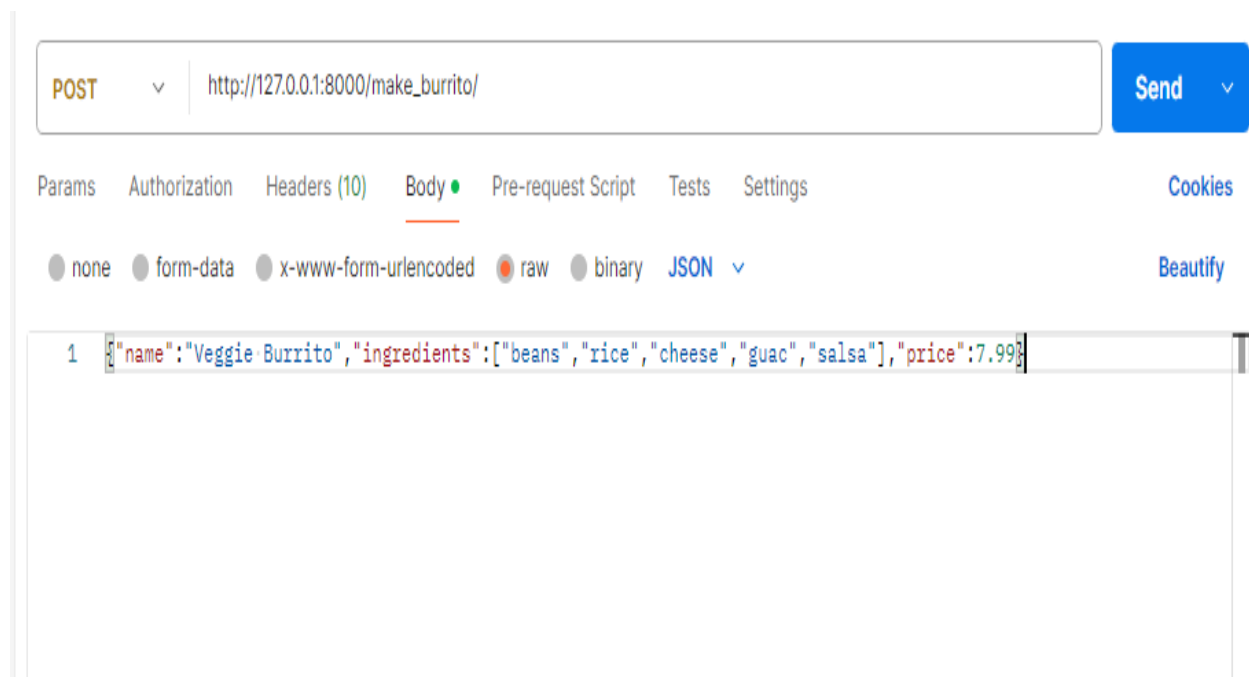 POST http://127.0.0.1:8000/make_burrito/ Send
Params Authorization Headers (10) Body Pre-request Script Tests Settings Cookies
none form-data x-www-form-urlencoded raw binary JSON Beautify
1 {"name":"Veggie Burrito","ingredients":["beans","rice","cheese","guac","salsa"],"price":7.99}